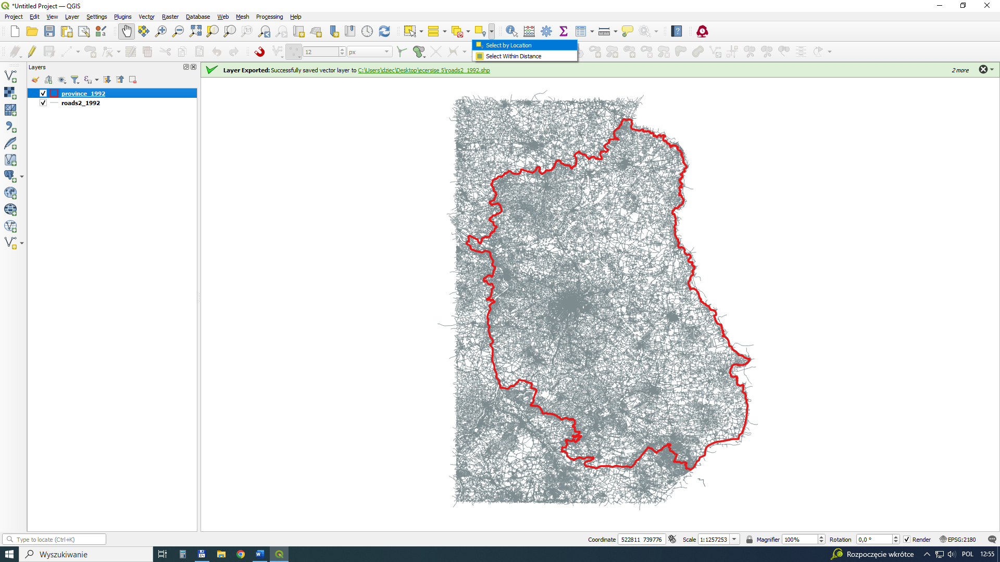 *Untitled Project — QGIS
Project Edit View Layer Settings Plugins Vector Raster Database Web Mesh Processing Help
12 px
Select by Location
Select Within Distance
Layers
Layer Exported: Successfully saved vector layer to C:\Users\dziec\Desktop\ecersise 5\roads2_1992.shp 2 more
province_1992
roads2_1992
Type to locate (Ctrl+K) Coordinate 522811 739776 Scale 1:1257253 Magnifier 100% Rotation 0,0 ° Render EPSG:2180
Wyszukiwanie Rozpoczęcie wkrótce POL 12:55